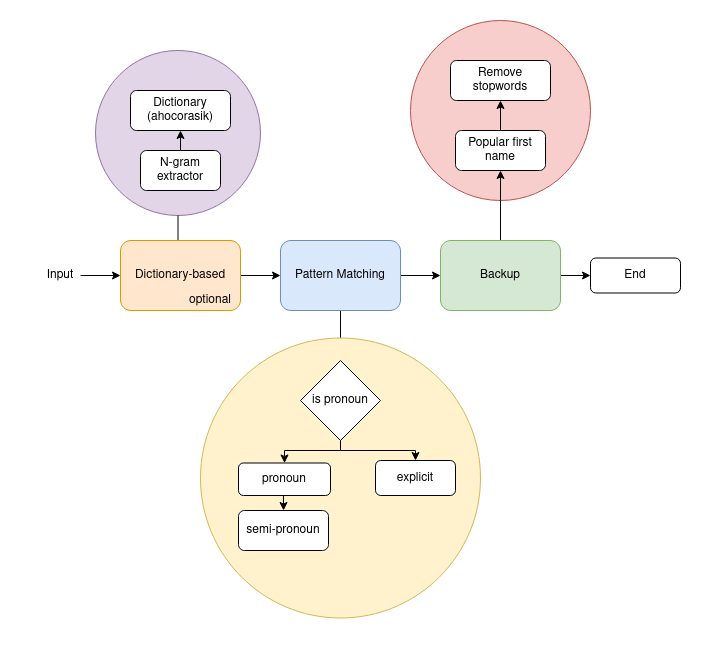 Dictionary
(ahocorasik)
N-gram
extractor
Remove
stopwords
Popular first
name
Input
Dictionary-based
optional
Pattern Matching
Backup
End
is pronoun
pronoun
explicit
semi-pronoun